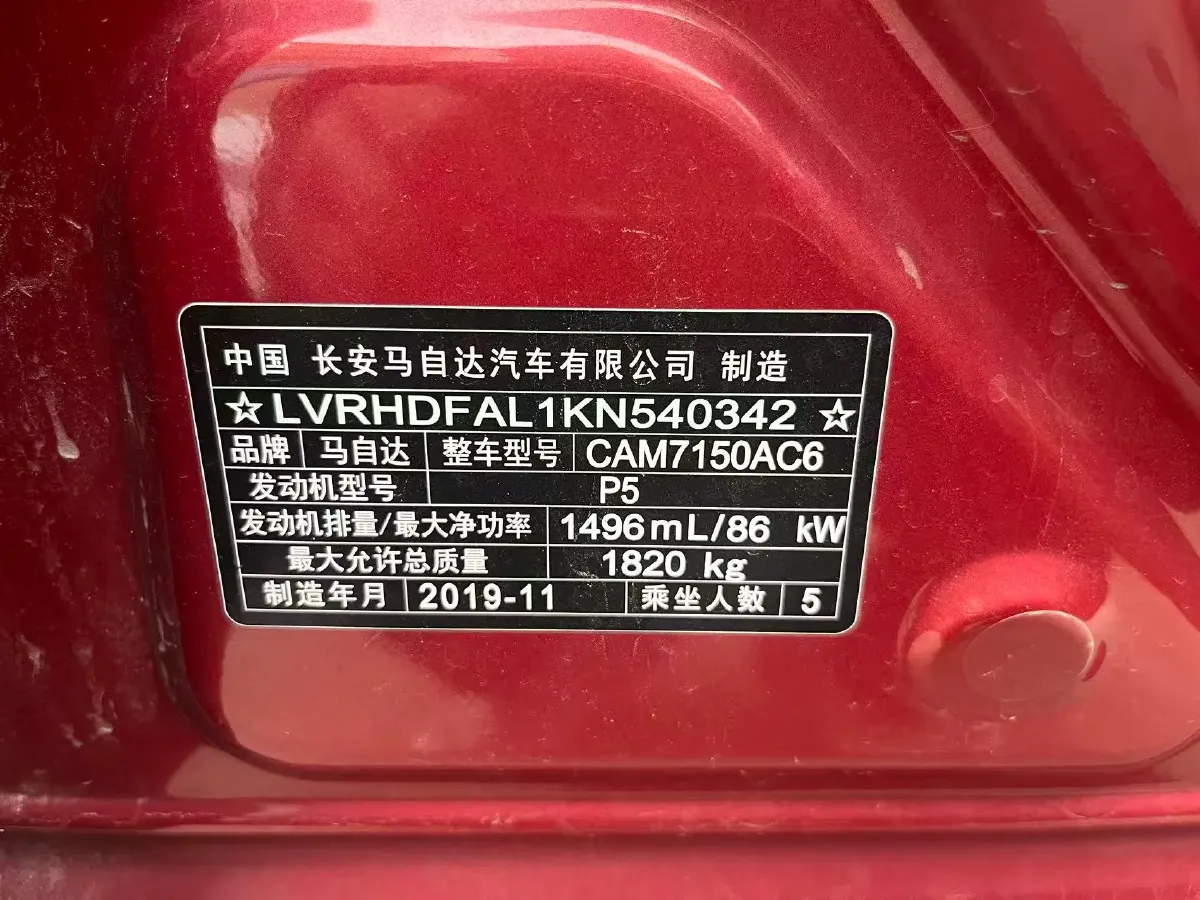 中国 长安马自达汽车有限公司 制造
☆LVRHDFAL1KN540342☆
品牌 马自达 整车型号 CAM7150AC6
发动机型号 P5
发动机排量/最大净功率 1496mL/86 kW
最大允许总质量 1820 kg
制造年月 2019-11 乘坐人数 5